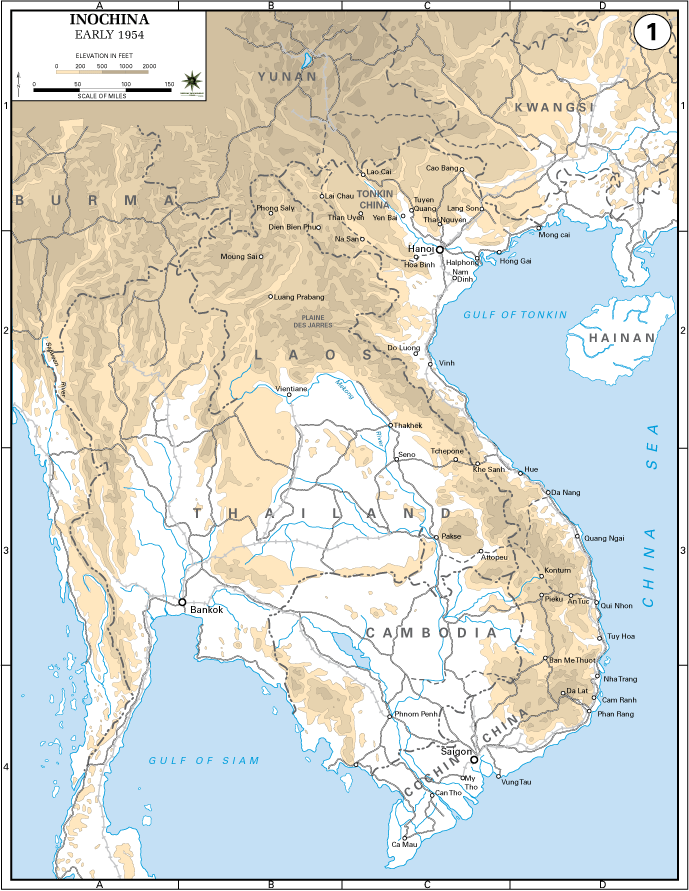 A B C D
INOCHINA
EARLY 1954
ELEVATION IN FEET
0 200 500 1000 2000
0 50 100 150
SCALE OF MILES
1
YUNAN
1
KWANGSI
1
BURMA
Lao Cai
Cao Bang
Lai Chau
TONKIN
CHINA
Phong Saly
Than Uyen
Yen Bai
Tuyen
Quang
Lang Son
Thai Nguyen
Dien Bien Phu
Na San
Mong cai
Hanoi
Moung Sai
Hoa Binh
Halphong
Hong Gai
Nam
Dinh
Luang Prabang
PLAINE
DES JARRES
GULF OF TONKIN
2
HAINAN
2
LAOS
Do Luong
Vinh
Salween
River
Vientiane
Mekong
River
Thakhek
Seno
Tchepone
Khe Sanh
Hue
Da Nang
CHINA SEA
THAILAND
Pakse
Quang Ngai
3
Attopeu
3
Kontum
Pleku
An Tuc
Qui Nhon
Bankok
CAMBODIA
Tuy Hoa
Ban Me Thuot
Nha Trang
Da Lat
Cam Ranh
Phnom Penh
Phan Rang
COCHIN CHINA
Saigon
GULF OF SIAM
4
4
My
Tho
Vung Tau
Can Tho
Ca Mau
A B C D